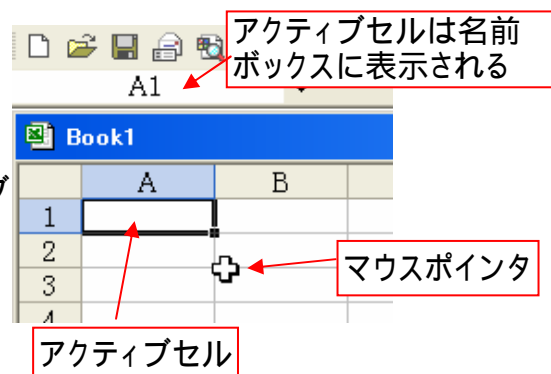 アクティブセルは名前
ボックスに表示される
A1
Book1
ブ
A B
1
2
3
4
マウスポインタ
アクティブセル